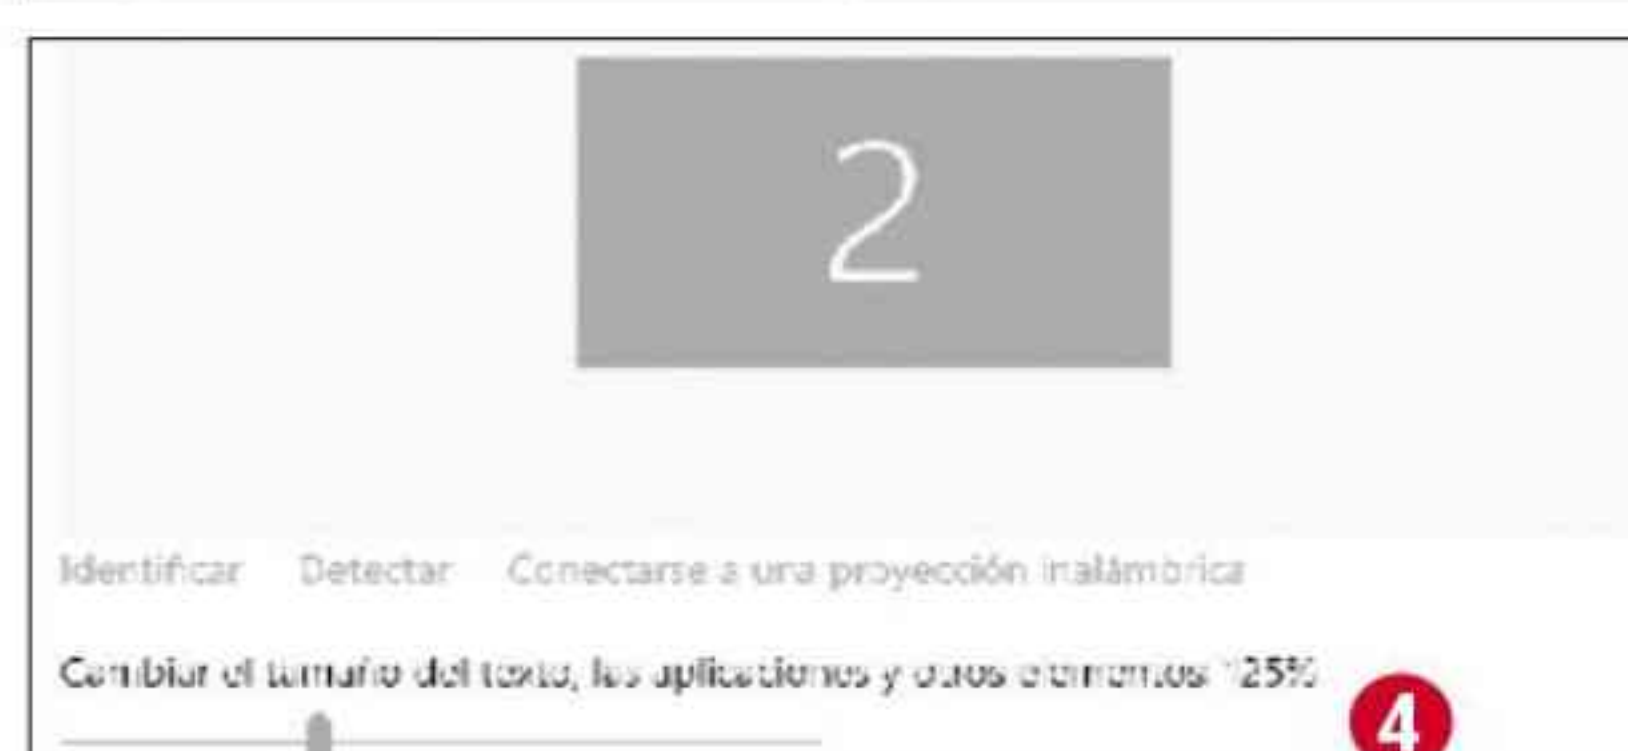 2
Identificar Detectar Conectarse a una proyección inalámbrica
Cambiar el tamaño del texto, las aplicaciones y otros elementos: 125%
4